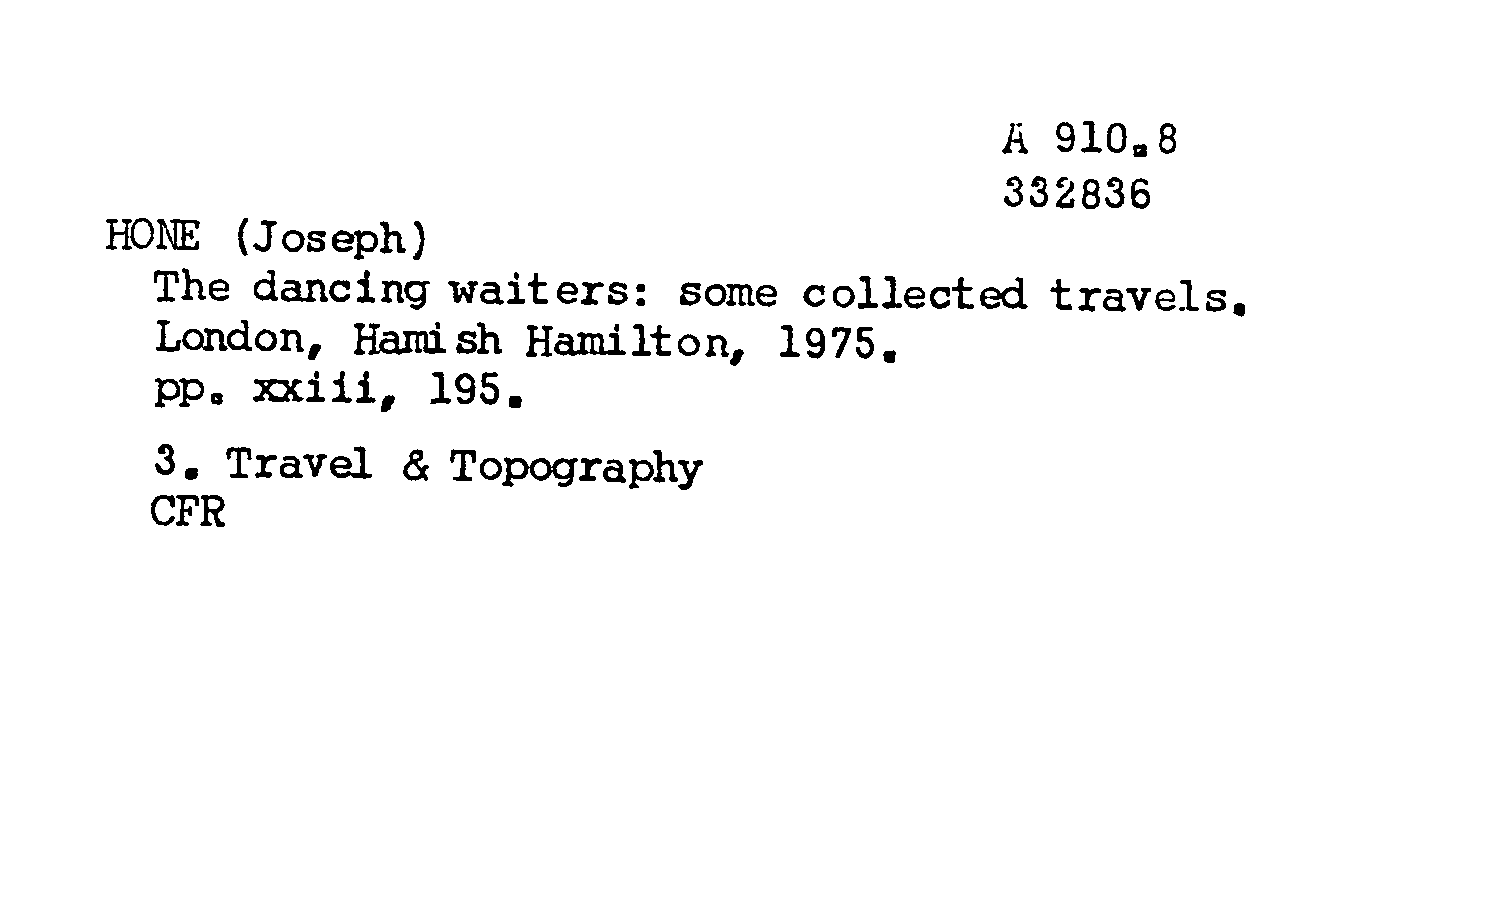 A 910.8
332836
HONE (Joseph)
The dancing waiters: some collected travels.
London, Hamish Hamilton, 1975.
pp. xxiii, 195.
3. Travel & Topography
CFR